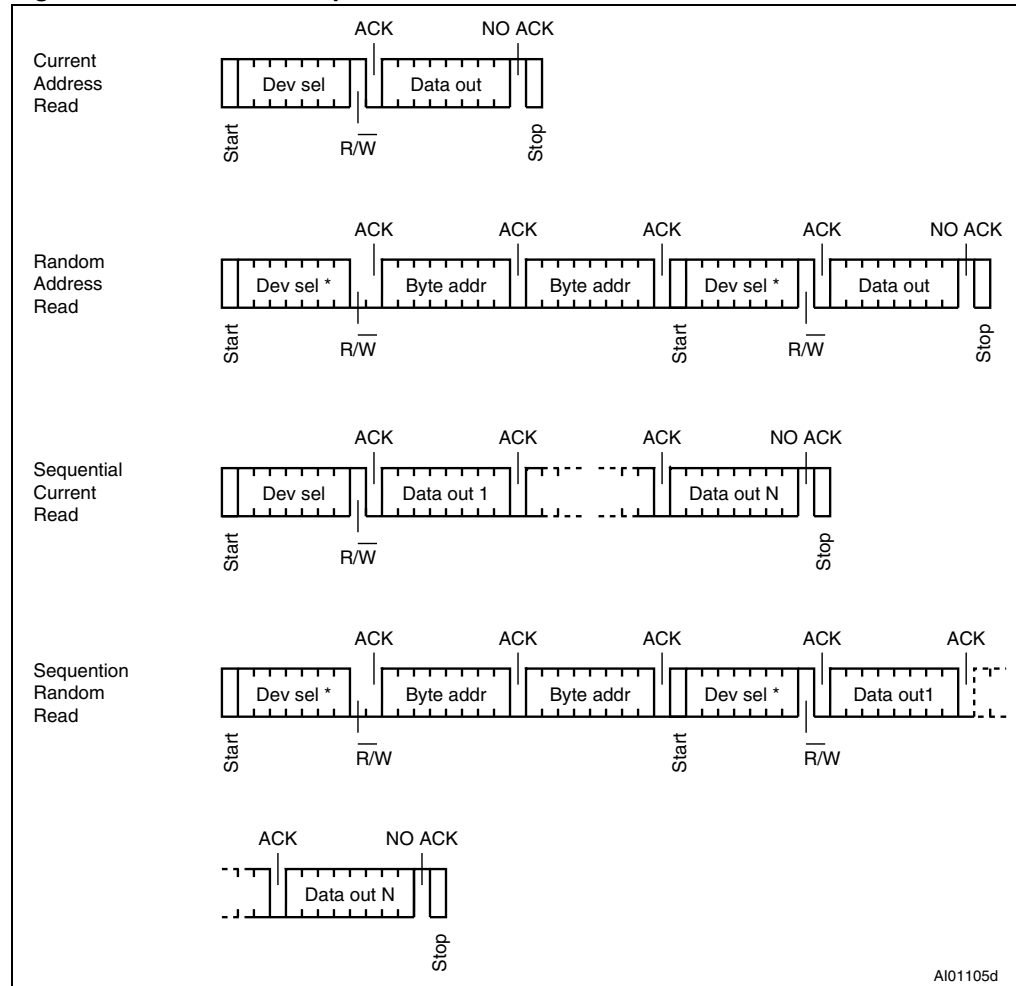 ACK NO ACK
Current
Address
Read
Dev sel Data out
Start R/W Stop
ACK ACK ACK ACK NO ACK
Random
Address
Read
Dev sel * Byte addr Byte addr Dev sel * Data out
Start R/W Start R/W Stop
ACK ACK ACK NO ACK
Sequential
Current
Read
Dev sel Data out 1 Data out N
Start R/W Stop
ACK ACK ACK ACK ACK
Sequention
Random
Read
Dev sel * Byte addr Byte addr Dev sel * Data out1
Start R/W Start R/W
ACK NO ACK
Data out N
Stop
AI01105d